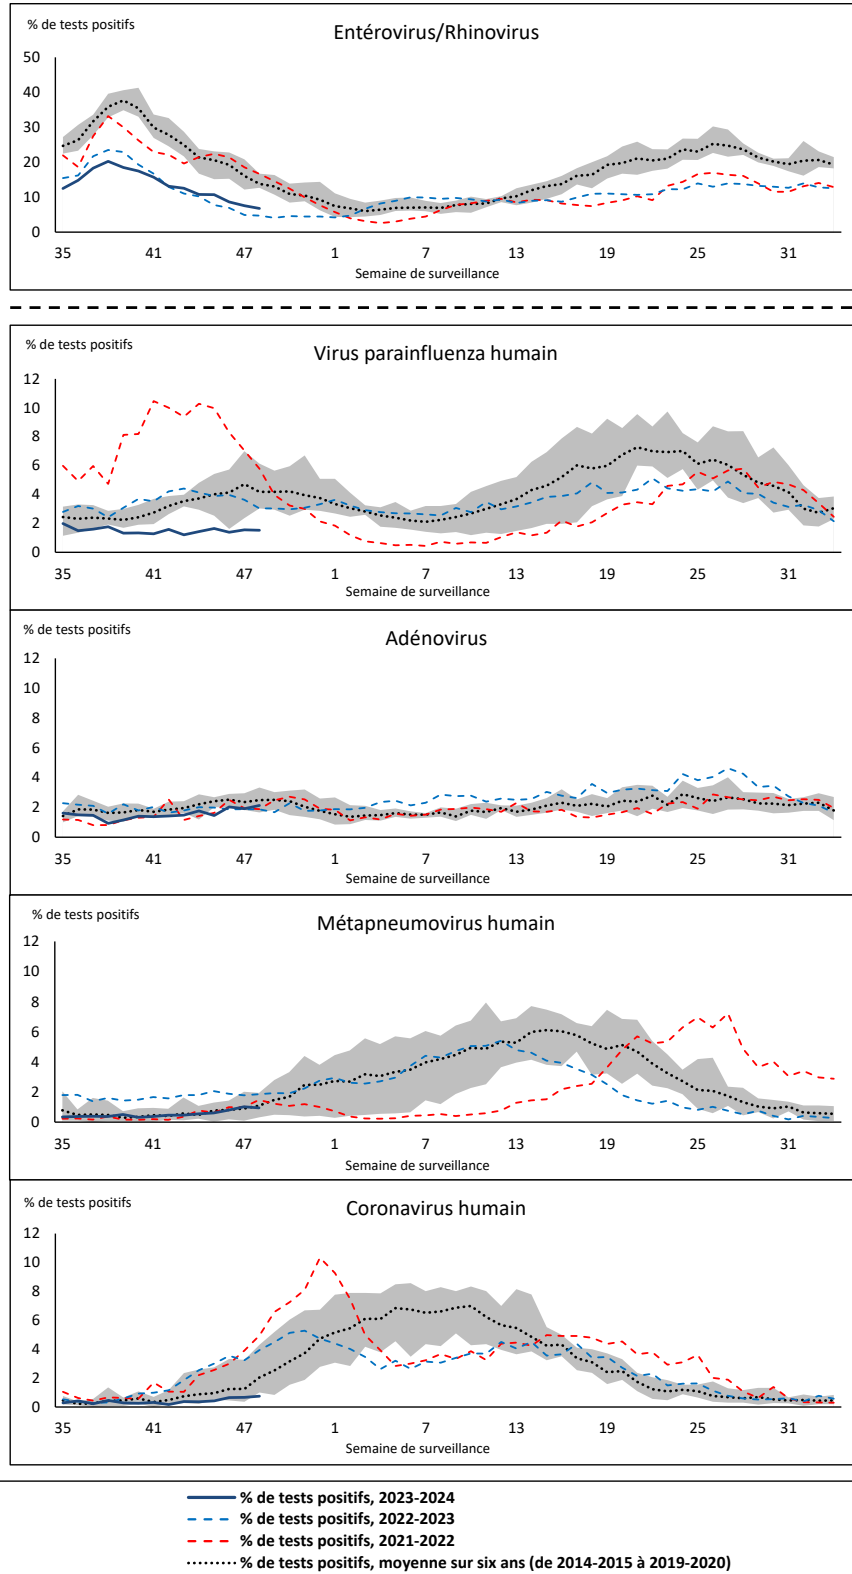 % de tests positifs
Entérovirus/Rhinovirus
50
40
30
20
10
0
35 41 47 1 7 13 19 25 31
Semaine de surveillance
% de tests positifs
Virus parainfluenza humain
12
10
8
6
4
2
0
35 41 47 1 7 13 19 25 31
Semaine de surveillance
% de tests positifs
Adénovirus
12
10
8
6
4
2
0
35 41 47 1 7 13 19 25 31
Semaine de surveillance
% de tests positifs
Métapneumovirus humain
12
10
8
6
4
2
0
35 41 47 1 7 13 19 25 31
Semaine de surveillance
% de tests positifs
Coronavirus humain
12
10
8
6
4
2
0
35 41 47 1 7 13 19 25 31
Semaine de surveillance
% de tests positifs, 2023-2024
% de tests positifs, 2022-2023
% de tests positifs, 2021-2022
% de tests positifs, moyenne sur six ans (de 2014-2015 à 2019-2020)